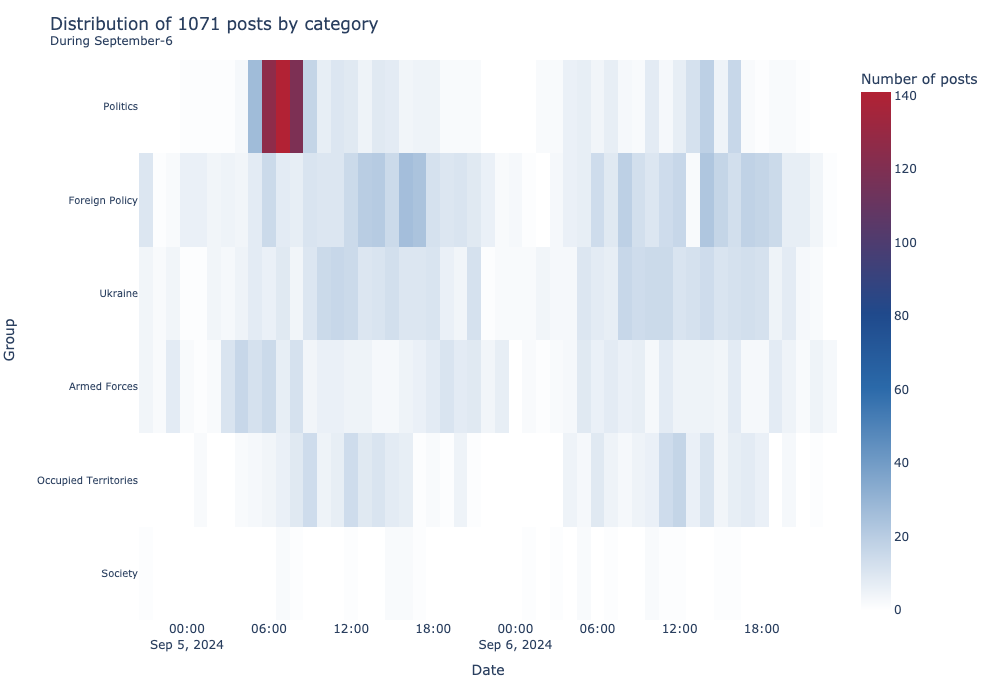 Distribution of 1071 posts by category
During September-6
Number of posts
140
120
100
80
60
40
20
0
Group
Politics
Foreign Policy
Ukraine
Armed Forces
Occupied Territories
Society
00:00 06:00 12:00 18:00 00:00 06:00 12:00 18:00
Sep 5, 2024 Sep 6, 2024
Date